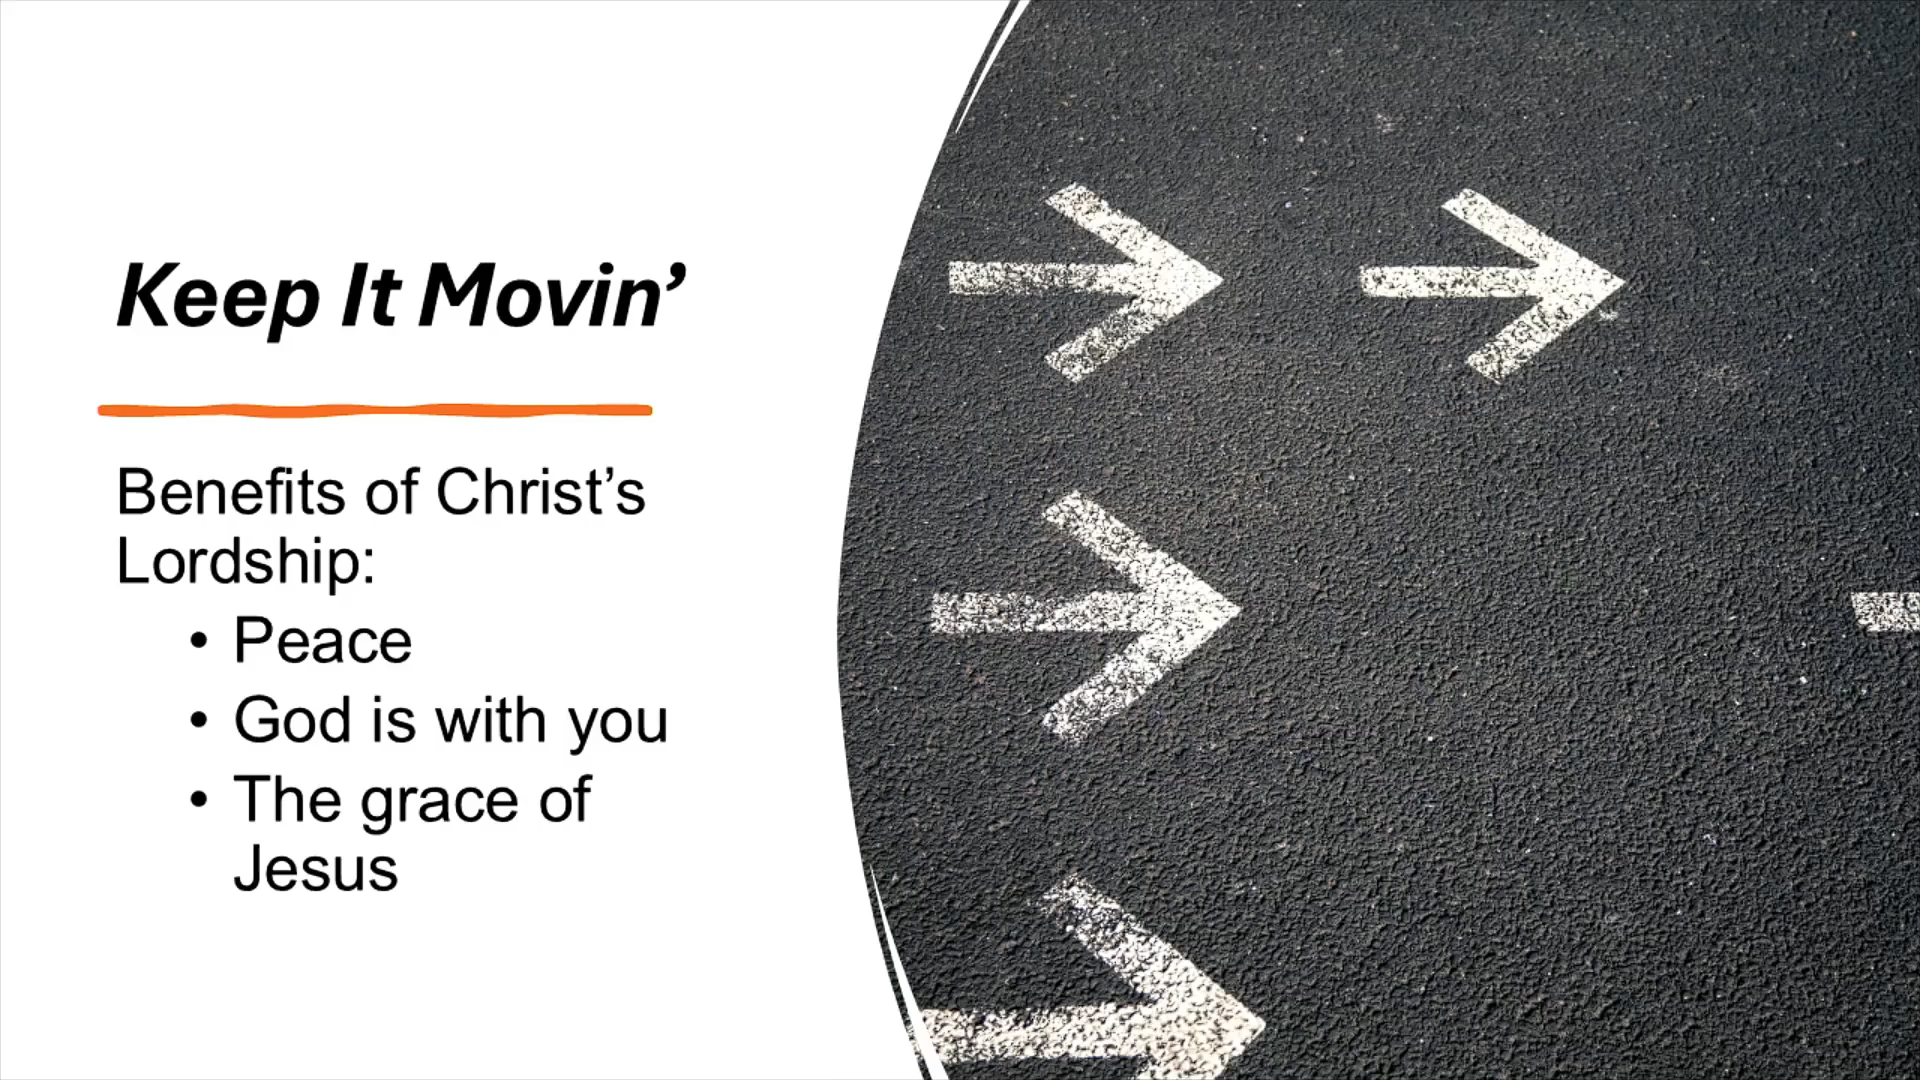 Keep It Movin’
Benefits of Christ’s
Lordship:
• Peace
• God is with you
• The grace of
Jesus